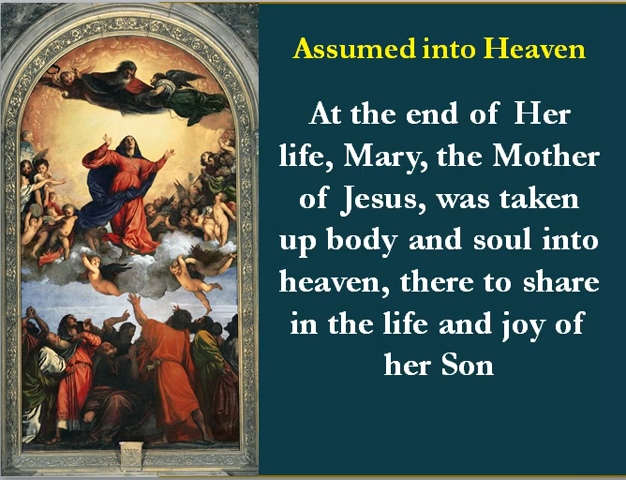 Assumed into Heaven
At the end of Her
life, Mary, the Mother
of Jesus, was taken
up body and soul into
heaven, there to share
in the life and joy of
her Son